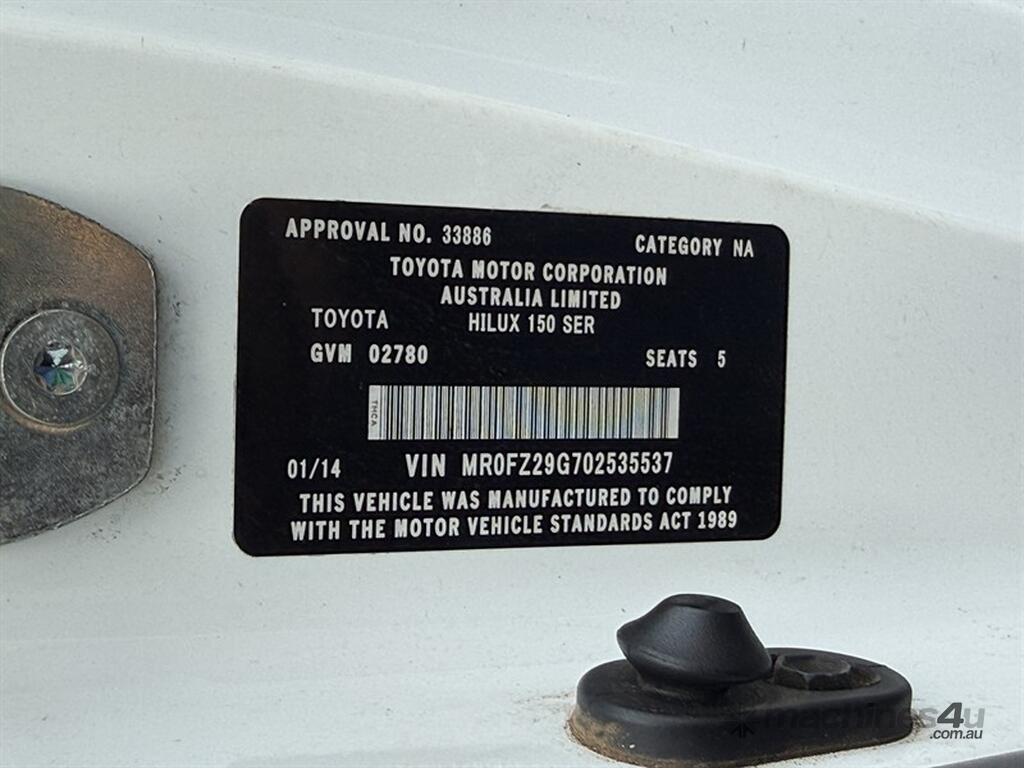 APPROVAL NO. 33886 CATEGORY NA
TOYOTA MOTOR CORPORATION
AUSTRALIA LIMITED
TOYOTA HILUX 150 SER
GVM 02780 SEATS 5
TMCA
01/14 VIN MR0FZ29G702535537
THIS VEHICLE WAS MANUFACTURED TO COMPLY
WITH THE MOTOR VEHICLE STANDARDS ACT 1989
machines4u
.com.au